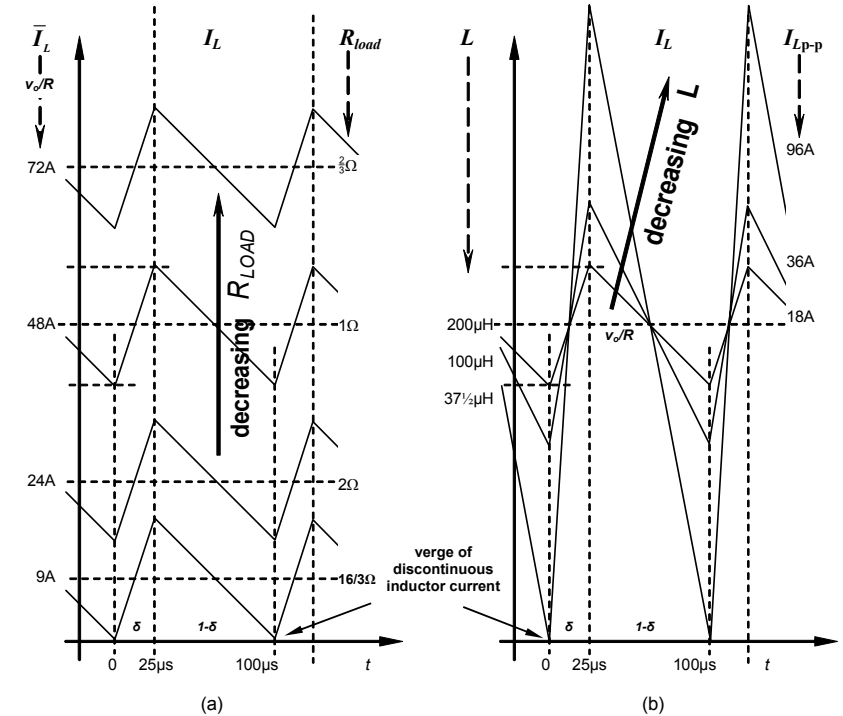 I̅_L
I_L
R_load
v_o/R
72A
⅔Ω
decreasing R_LOAD
48A
1Ω
24A
2Ω
9A
16/3Ω
δ
1-δ
0
25µs
100µs
t
(a)
L
I_L
I_Lp-p
decreasing L
96A
36A
18A
200µH
v_o/R
100µH
37½µH
verge of
discontinuous
inductor current
δ
1-δ
0
25µs
100µs
t
(b)